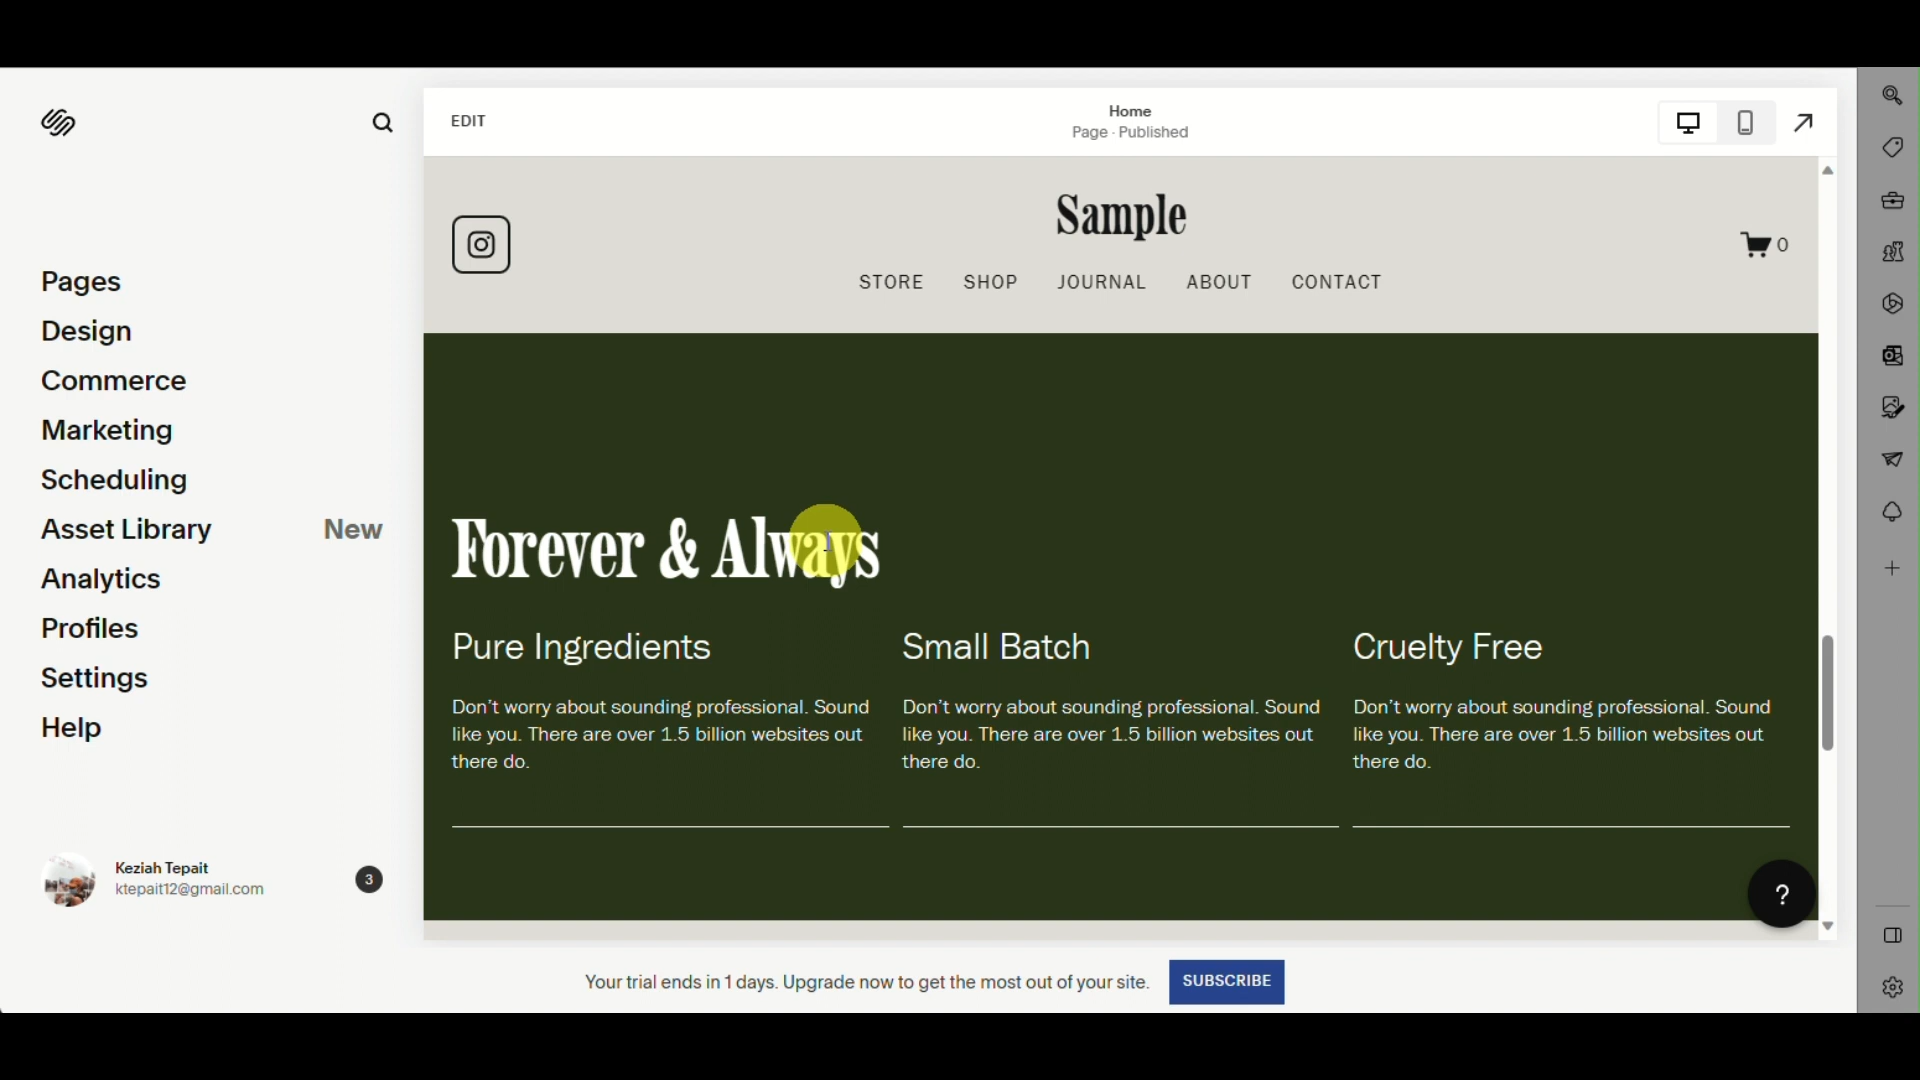 EDIT
Home
Page · Published
Sample
STORE SHOP JOURNAL ABOUT CONTACT
0
Pages
Design
Commerce
Marketing
Scheduling
Asset Library New
Analytics
Profiles
Settings
Help
Keziah Tepait
ktepait12@gmail.com
3
Forever & Always
Pure Ingredients
Don't worry about sounding professional. Sound
like you. There are over 1.5 billion websites out
there do.
Small Batch
Don't worry about sounding professional. Sound
like you. There are over 1.5 billion websites out
there do.
Cruelty Free
Don't worry about sounding professional. Sound
like you. There are over 1.5 billion websites out
there do.
?
Your trial ends in 1 days. Upgrade now to get the most out of your site.
SUBSCRIBE